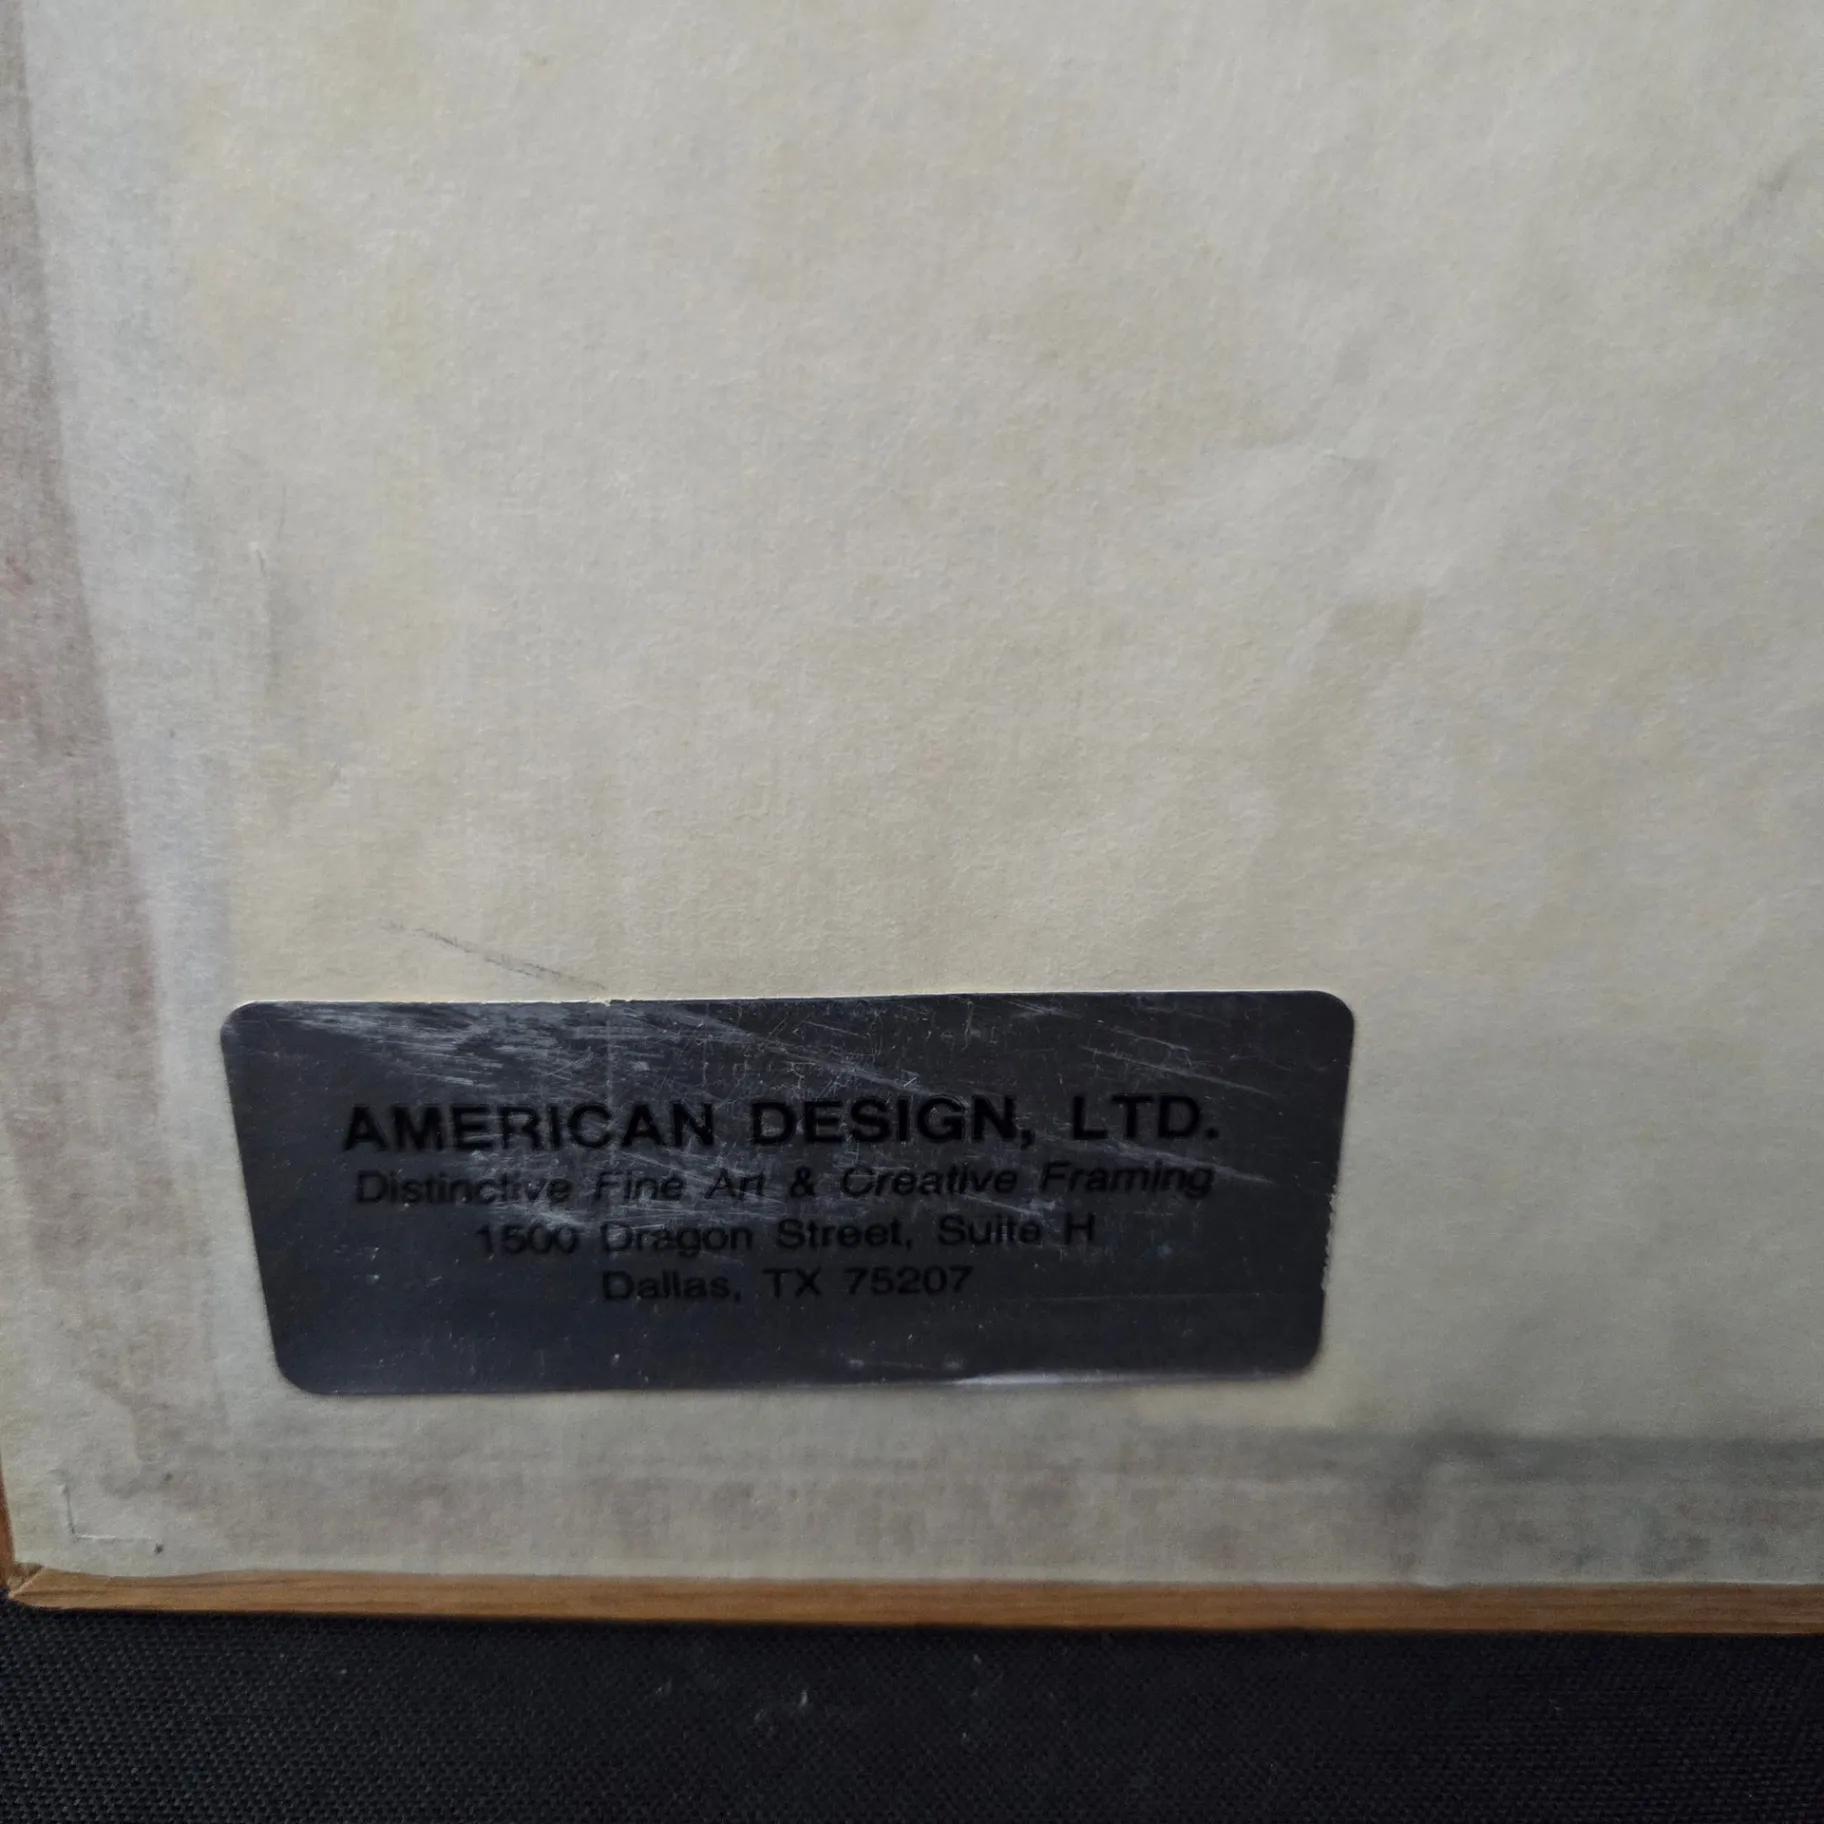 AMERICAN DESIGN, LTD.
Distinctive Fine Art & Creative Framing
1500 Dragon Street, Suite H
Dallas, TX 75207